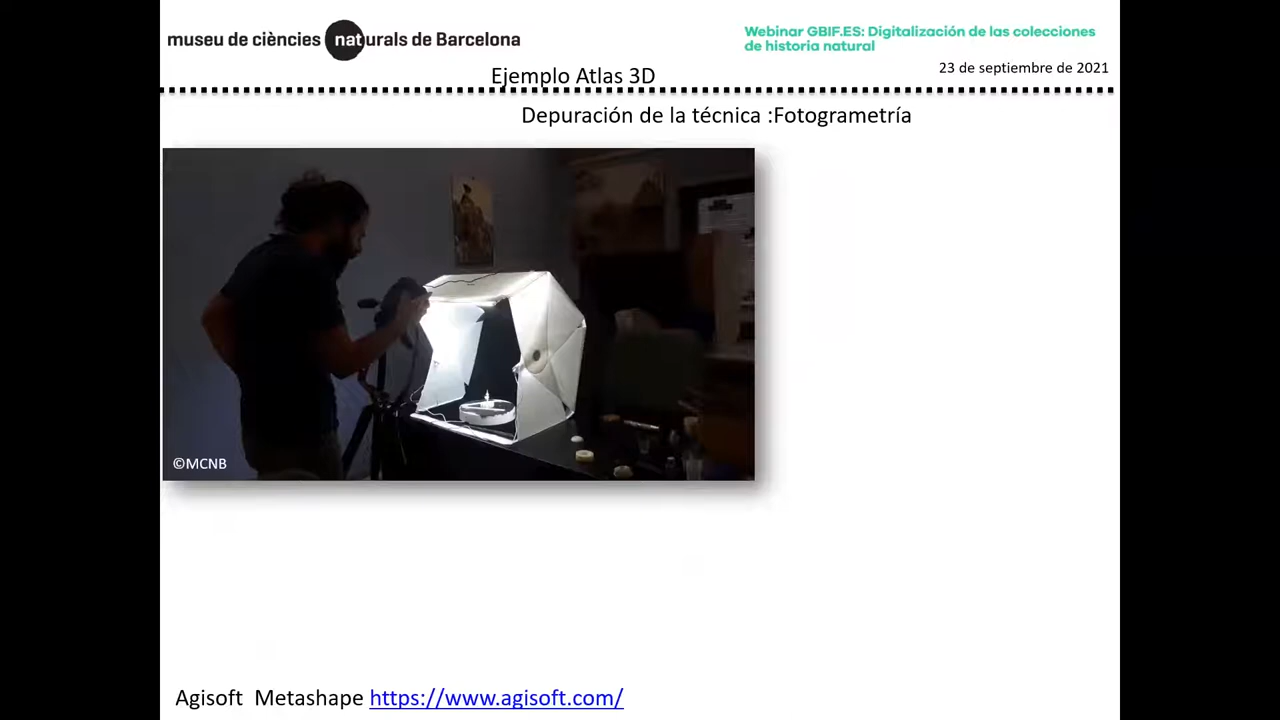 museu de ciències naturals de Barcelona
Webinar GBIF.ES: Digitalización de las colecciones
de historia natural
23 de septiembre de 2021
Ejemplo Atlas 3D
Depuración de la técnica :Fotogrametría
©MCNB
Agisoft  Metashape https://www.agisoft.com/